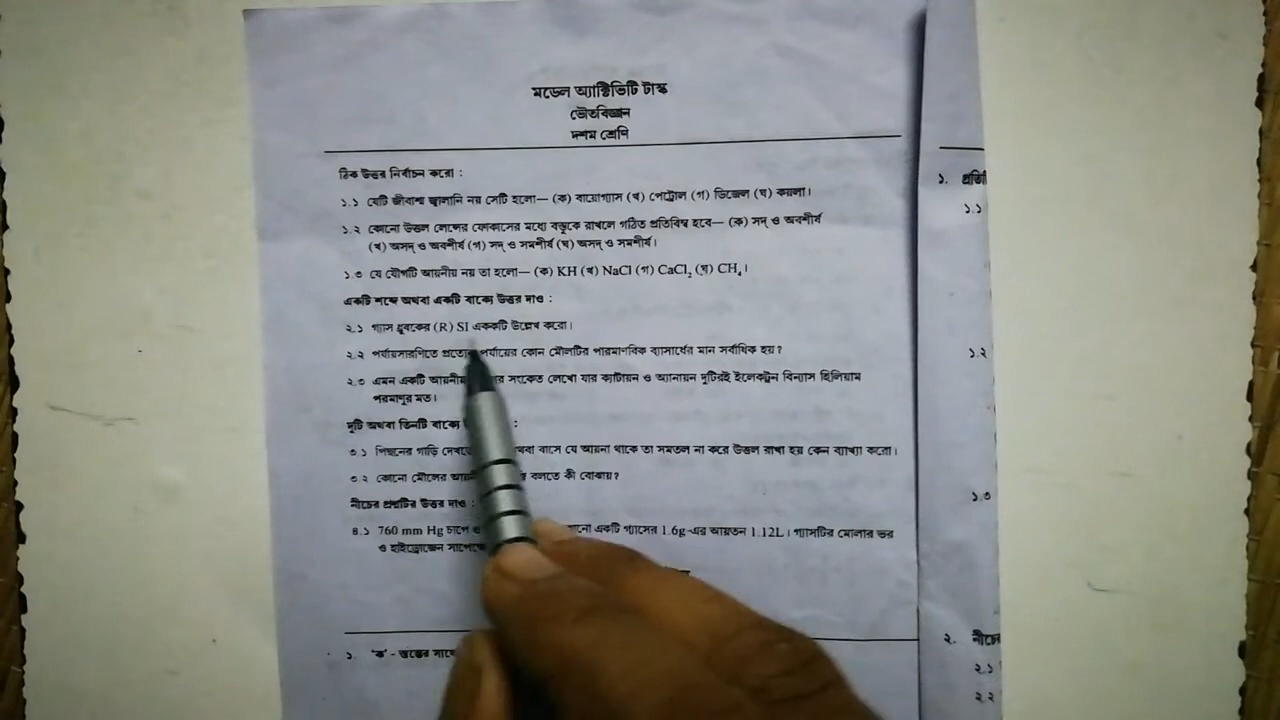 মডেল অ্যাক্টিভিটি টাস্ক
ভৌতবিজ্ঞান
দশম শ্রেণি
ঠিক উত্তর নির্বাচন করো :
১.১ যেটি জীবাশ্ম জ্বালানি নয় সেটি হলো— (ক) বায়োগ্যাস (খ) পেট্রোল (গ) ডিজেল (ঘ) কয়লা।
১.২ কোনো উত্তল লেন্সের ফোকাসের মধ্যে বস্তুকে রাখলে গঠিত প্রতিবিম্ব হবে— (ক) সদ্ ও অবশীর্ষ
(খ) অসদ্ ও অবশীর্ষ (গ) সদ্ ও সমশীর্ষ (ঘ) অসদ্ ও সমশীর্ষ।
১.৩ যে যৌগটি আয়নীয় নয় তা হলো— (ক) KH (খ) NaCl (গ) CaCl₂ (ঘ) CH₄।
একটি শব্দে অথবা একটি বাক্যে উত্তর দাও :
২.১ গ্যাস ধ্রুবকের (R) SI এককটি উল্লেখ করো।
২.২ পর্যায়সারণিতে পর্যায়ের কোন মৌলটির পারমাণবিক ব্যাসার্ধের মান সর্বাধিক হয়?
২.৩ এমন একটি সংকেত লেখো যার ক্যাটায়ন ও অ্যানায়ন দুটিরই ইলেকট্রন বিন্যাস হিলিয়াম
পরমাণুর মত।
দুটি অথবা তিনটি বাক্যে :
৩.১ পিছনের গাড়ি বাসে যে আয়না থাকে তা সমতল না করে উত্তল রাখা হয় কেন ব্যাখ্যা করো।
৩.২ কোনো মৌলের বলতে কী বোঝায়?
নীচের প্রশ্নটির উত্তর দাও :
৪.১ 760 mm Hg চাপে একটি গ্যাসের 1.6g-এর আয়তন 1.12L। গ্যাসটির মোলার ভর
ও হাইড্রোজেন
১. 'ক' - স্তম্ভের
১.
১.১
১.২
১.৩
২. নীচের
২.১
২.২